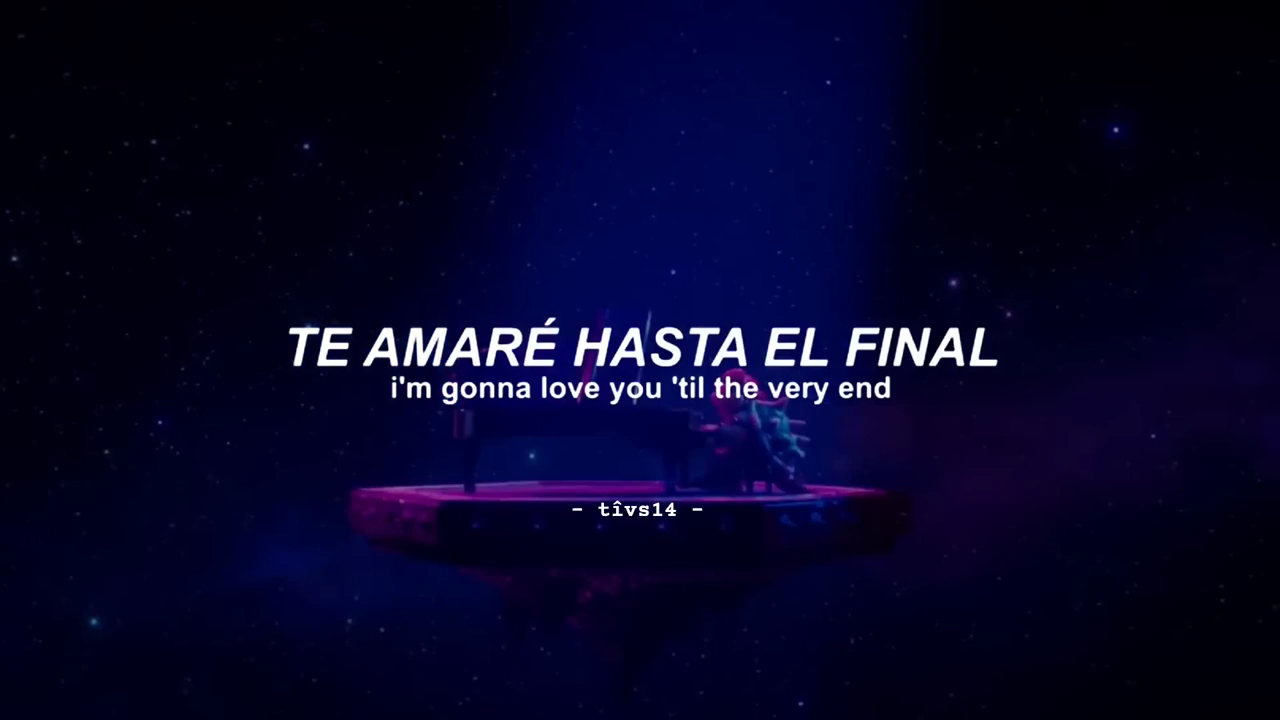 TE AMARÉ HASTA EL FINAL
i'm gonna love you 'til the very end
- tîvs14 -